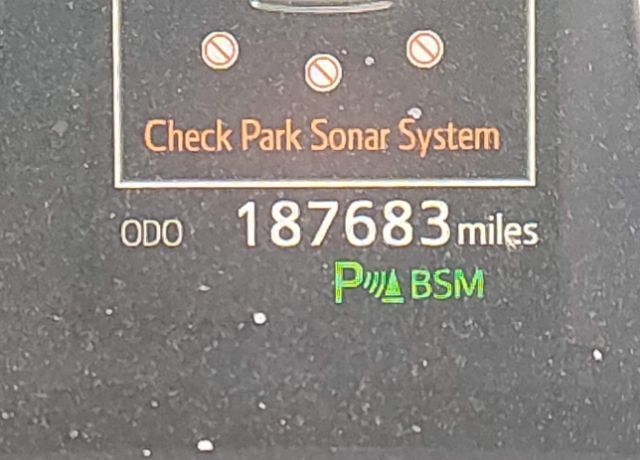 Check Park Sonar System
ODO 187683 miles
P BSM